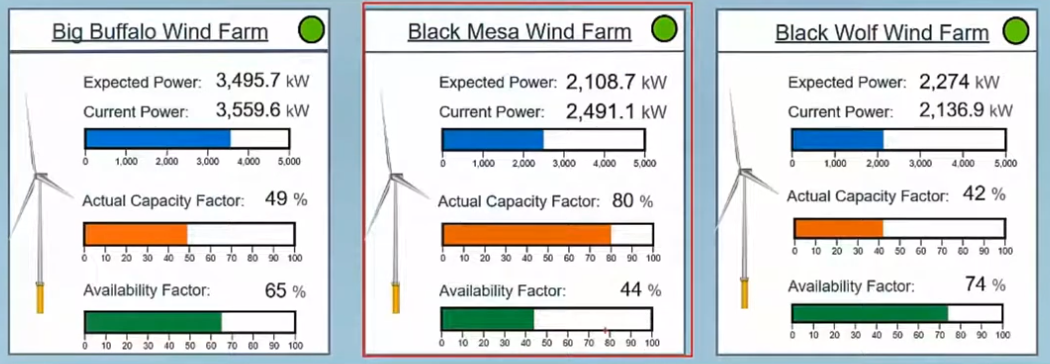 Big Buffalo Wind Farm
Expected Power: 3,495.7 kW
Current Power: 3,559.6 kW
0 1,000 2,000 3,000 4,000 5,000
Actual Capacity Factor: 49 %
0 10 20 30 40 50 60 70 80 90 100
Availability Factor: 65 %
0 10 20 30 40 50 60 70 80 90 100
Black Mesa Wind Farm
Expected Power: 2,108.7 kW
Current Power: 2,491.1 kW
0 1,000 2,000 3,000 4,000 5,000
Actual Capacity Factor: 80 %
0 10 20 30 40 50 60 70 80 90 100
Availability Factor: 44 %
0 10 20 30 40 50 60 70 80 90 100
Black Wolf Wind Farm
Expected Power: 2,274 kW
Current Power: 2,136.9 kW
0 1,000 2,000 3,000 4,000 5,000
Actual Capacity Factor: 42 %
0 10 20 30 40 50 60 70 80 90 100
Availability Factor: 74 %
0 10 20 30 40 50 60 70 80 90 100